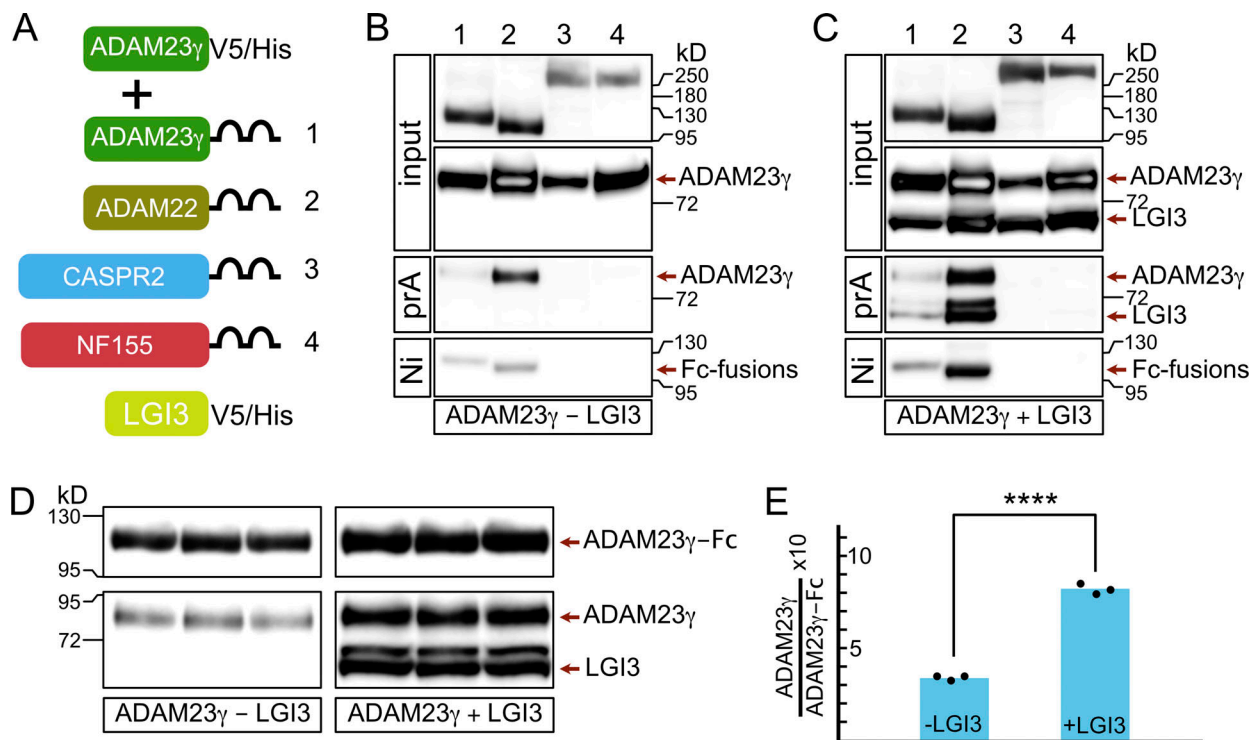 A
ADAM23γ V5/His
+
ADAM23γ 1
ADAM22 2
CASPR2 3
NF155 4
LGI3 V5/His
B
1 2 3 4 kD
input
250
180
130
95
ADAM23γ
72
prA
ADAM23γ
72
Ni
130
Fc-fusions
95
ADAM23γ – LGI3
C
1 2 3 4 kD
input
250
180
130
95
ADAM23γ
72
LGI3
prA
ADAM23γ
72
LGI3
Ni
130
Fc-fusions
95
ADAM23γ + LGI3
D
kD
130
ADAM23γ–Fc
95
95
ADAM23γ
72
LGI3
ADAM23γ – LGI3
ADAM23γ + LGI3
E
****
ADAM23γ
ADAM23γ–Fc
x10
10
5
-LGI3
+LGI3